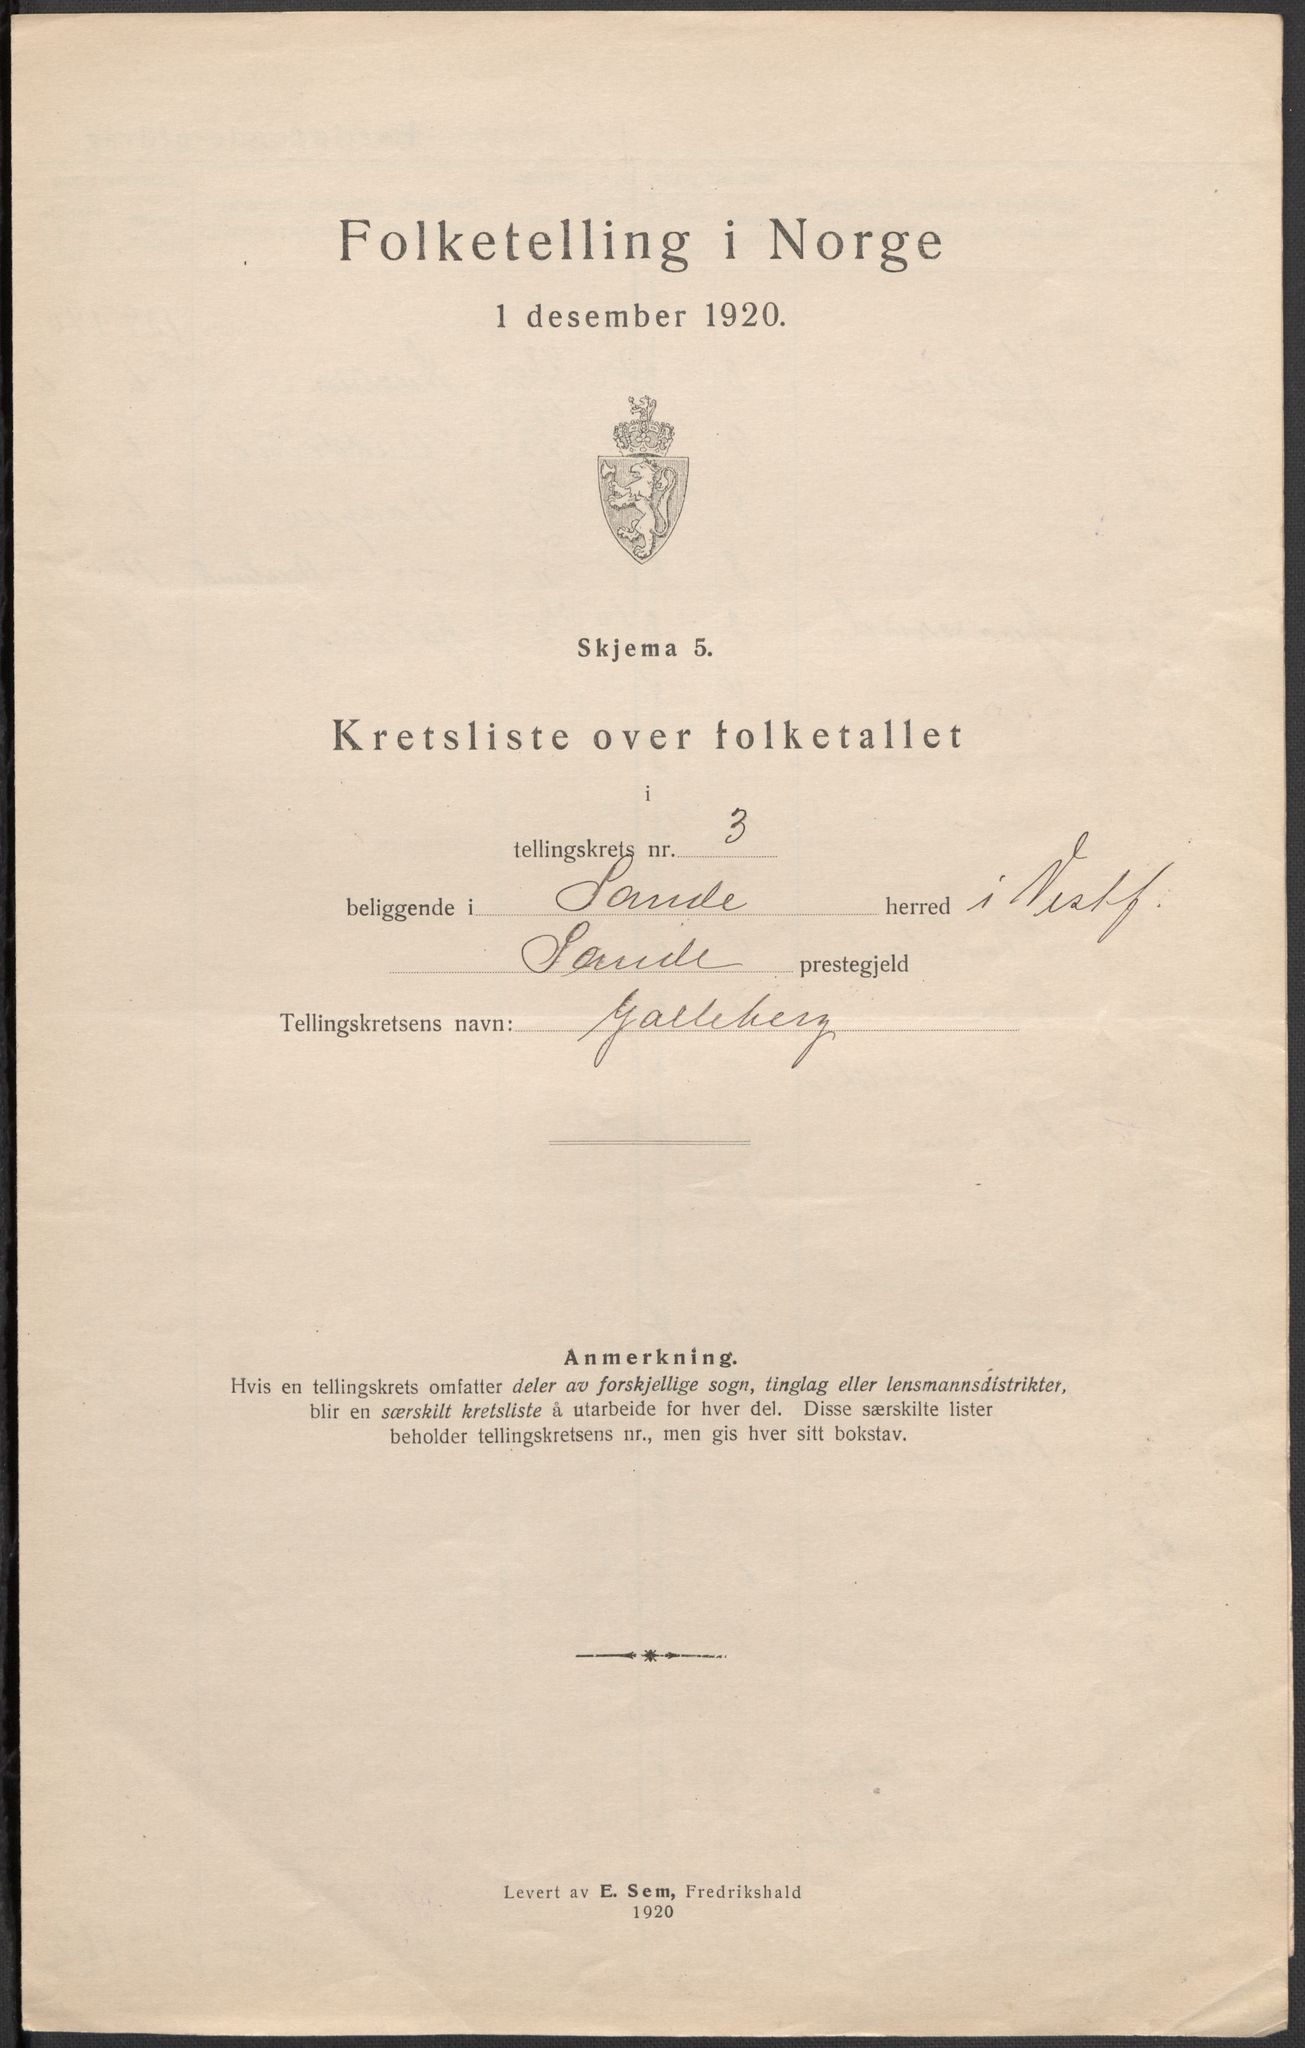 Folketelling i Norge
1 desember 1920.
Skjema 5.
Kretsliste over folketallet
i
tellingskrets nr. 3
beliggende i Sande herred i Vestf.
Sande prestegjeld
Tellingskretsens navn: Galleberg
Anmerkning.
Hvis en tellingskrets omfatter deler av forskjellige sogn, tinglag eller lensmannsdistrikter,
blir en særskilt kretsliste å utarbeide for hver del. Disse særskilte lister
beholder tellingskretsens nr., men gis hver sitt bokstav.
Levert av E. Sem, Fredrikshald
1920